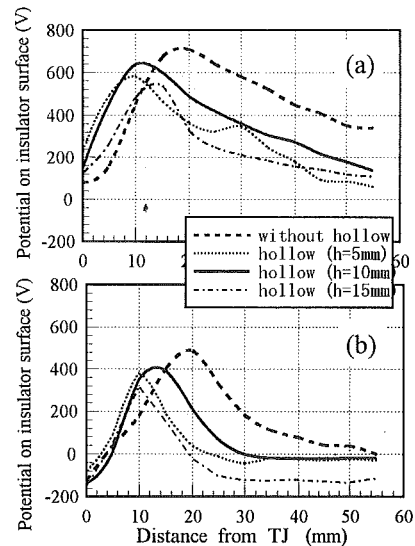 Potential on insulator surface (V)
800
600
400
200
0
-200
(a)
0
10
60
without hollow
hollow (h=5mm)
hollow (h=10mm
hollow (h=15mm
Potential on insulator surface (V)
800
600
400
200
0
-200
(b)
0 10 20 30 40 50 60
Distance from TJ (mm)